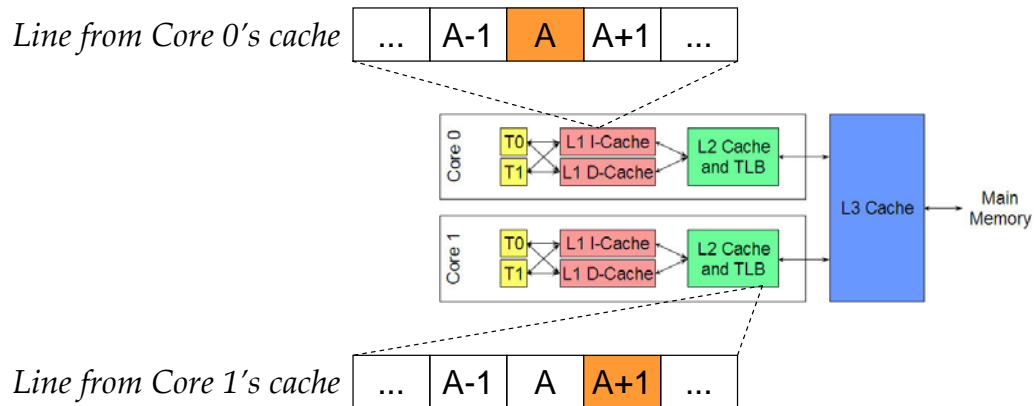 Line from Core 0's cache
... A-1 A A+1 ...
Core 0
T0
T1
L1 I-Cache
L1 D-Cache
L2 Cache
and TLB
Core 1
T0
T1
L1 I-Cache
L1 D-Cache
L2 Cache
and TLB
L3 Cache
Main
Memory
Line from Core 1's cache
... A-1 A A+1 ...